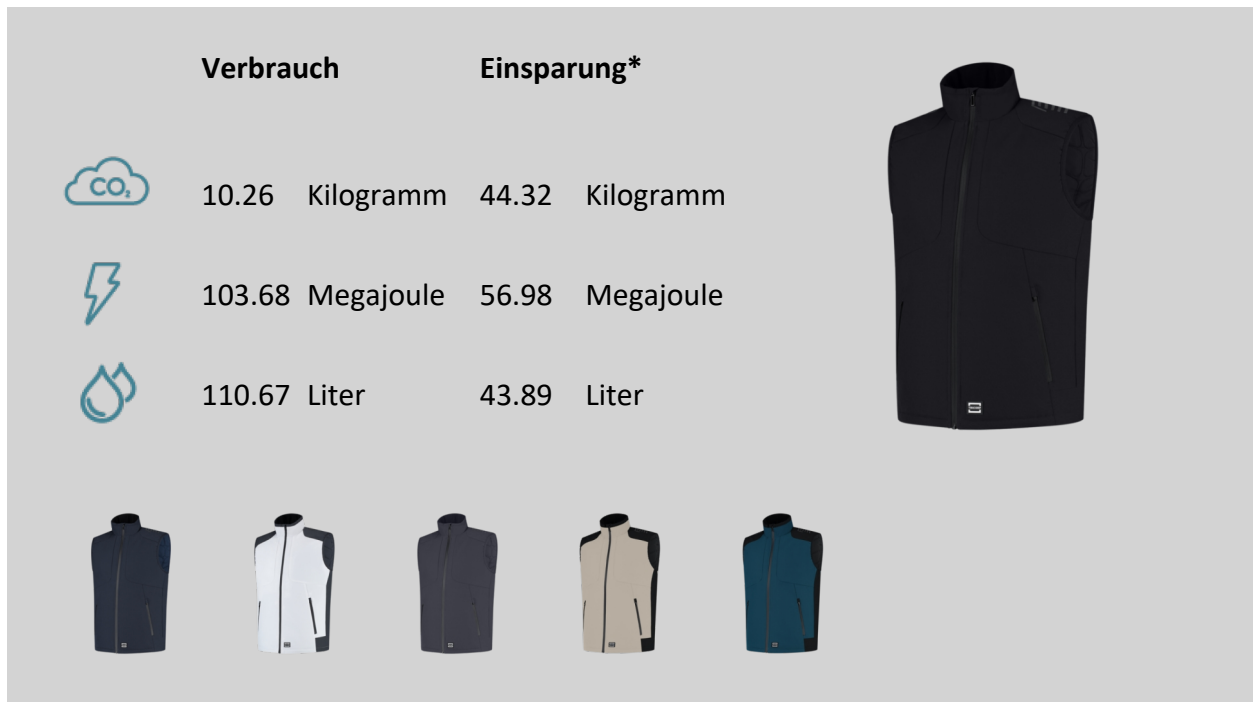 Verbrauch Einsparung*
CO₂
10.26 Kilogramm 44.32 Kilogramm
103.68 Megajoule 56.98 Megajoule
110.67 Liter 43.89 Liter